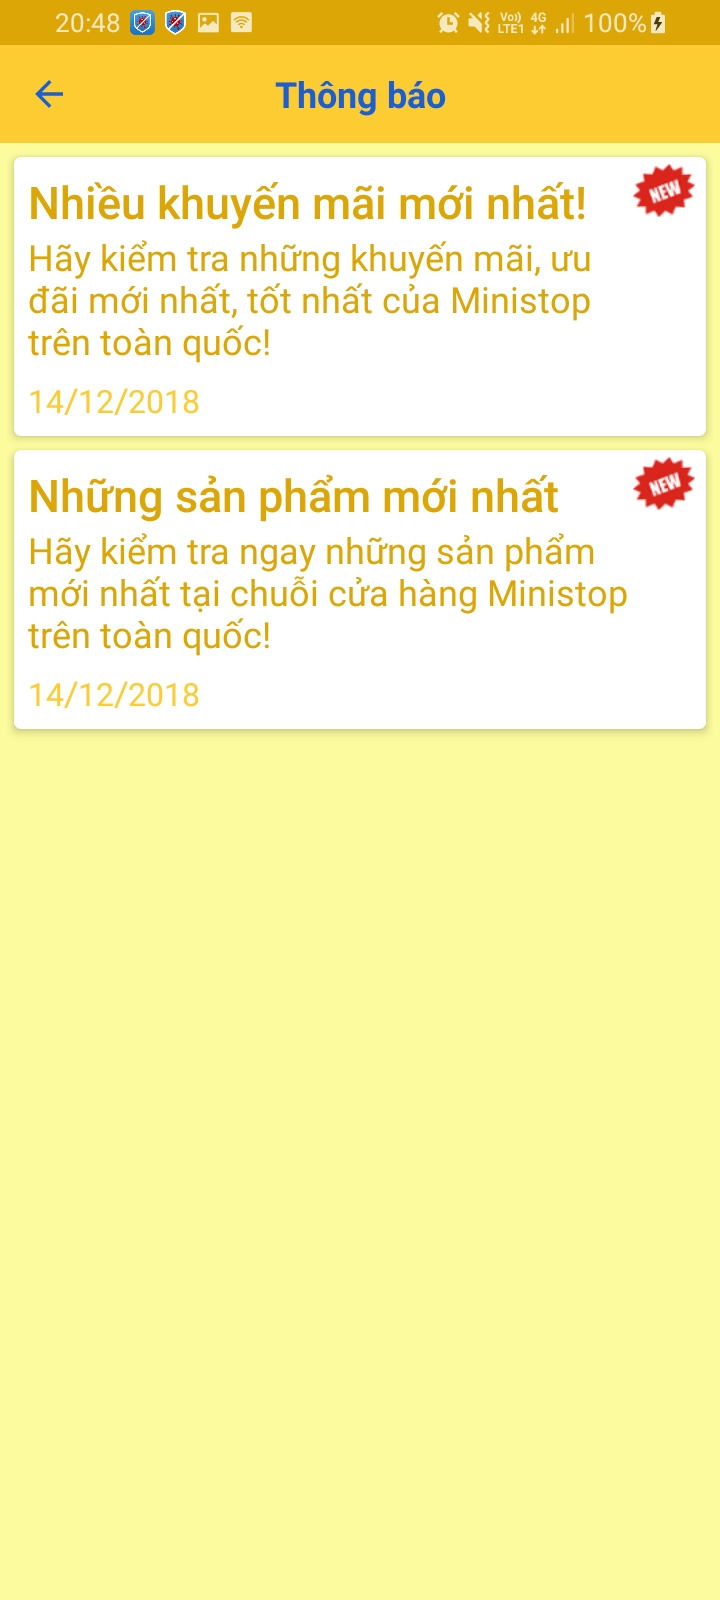 20:48
Vo)) 4G
LTE1
100%
Thông báo
Nhiều khuyến mãi mới nhất!
NEW
Hãy kiểm tra những khuyến mãi, ưu
đãi mới nhất, tốt nhất của Ministop
trên toàn quốc!
14/12/2018
Những sản phẩm mới nhất
NEW
Hãy kiểm tra ngay những sản phẩm
mới nhất tại chuỗi cửa hàng Ministop
trên toàn quốc!
14/12/2018